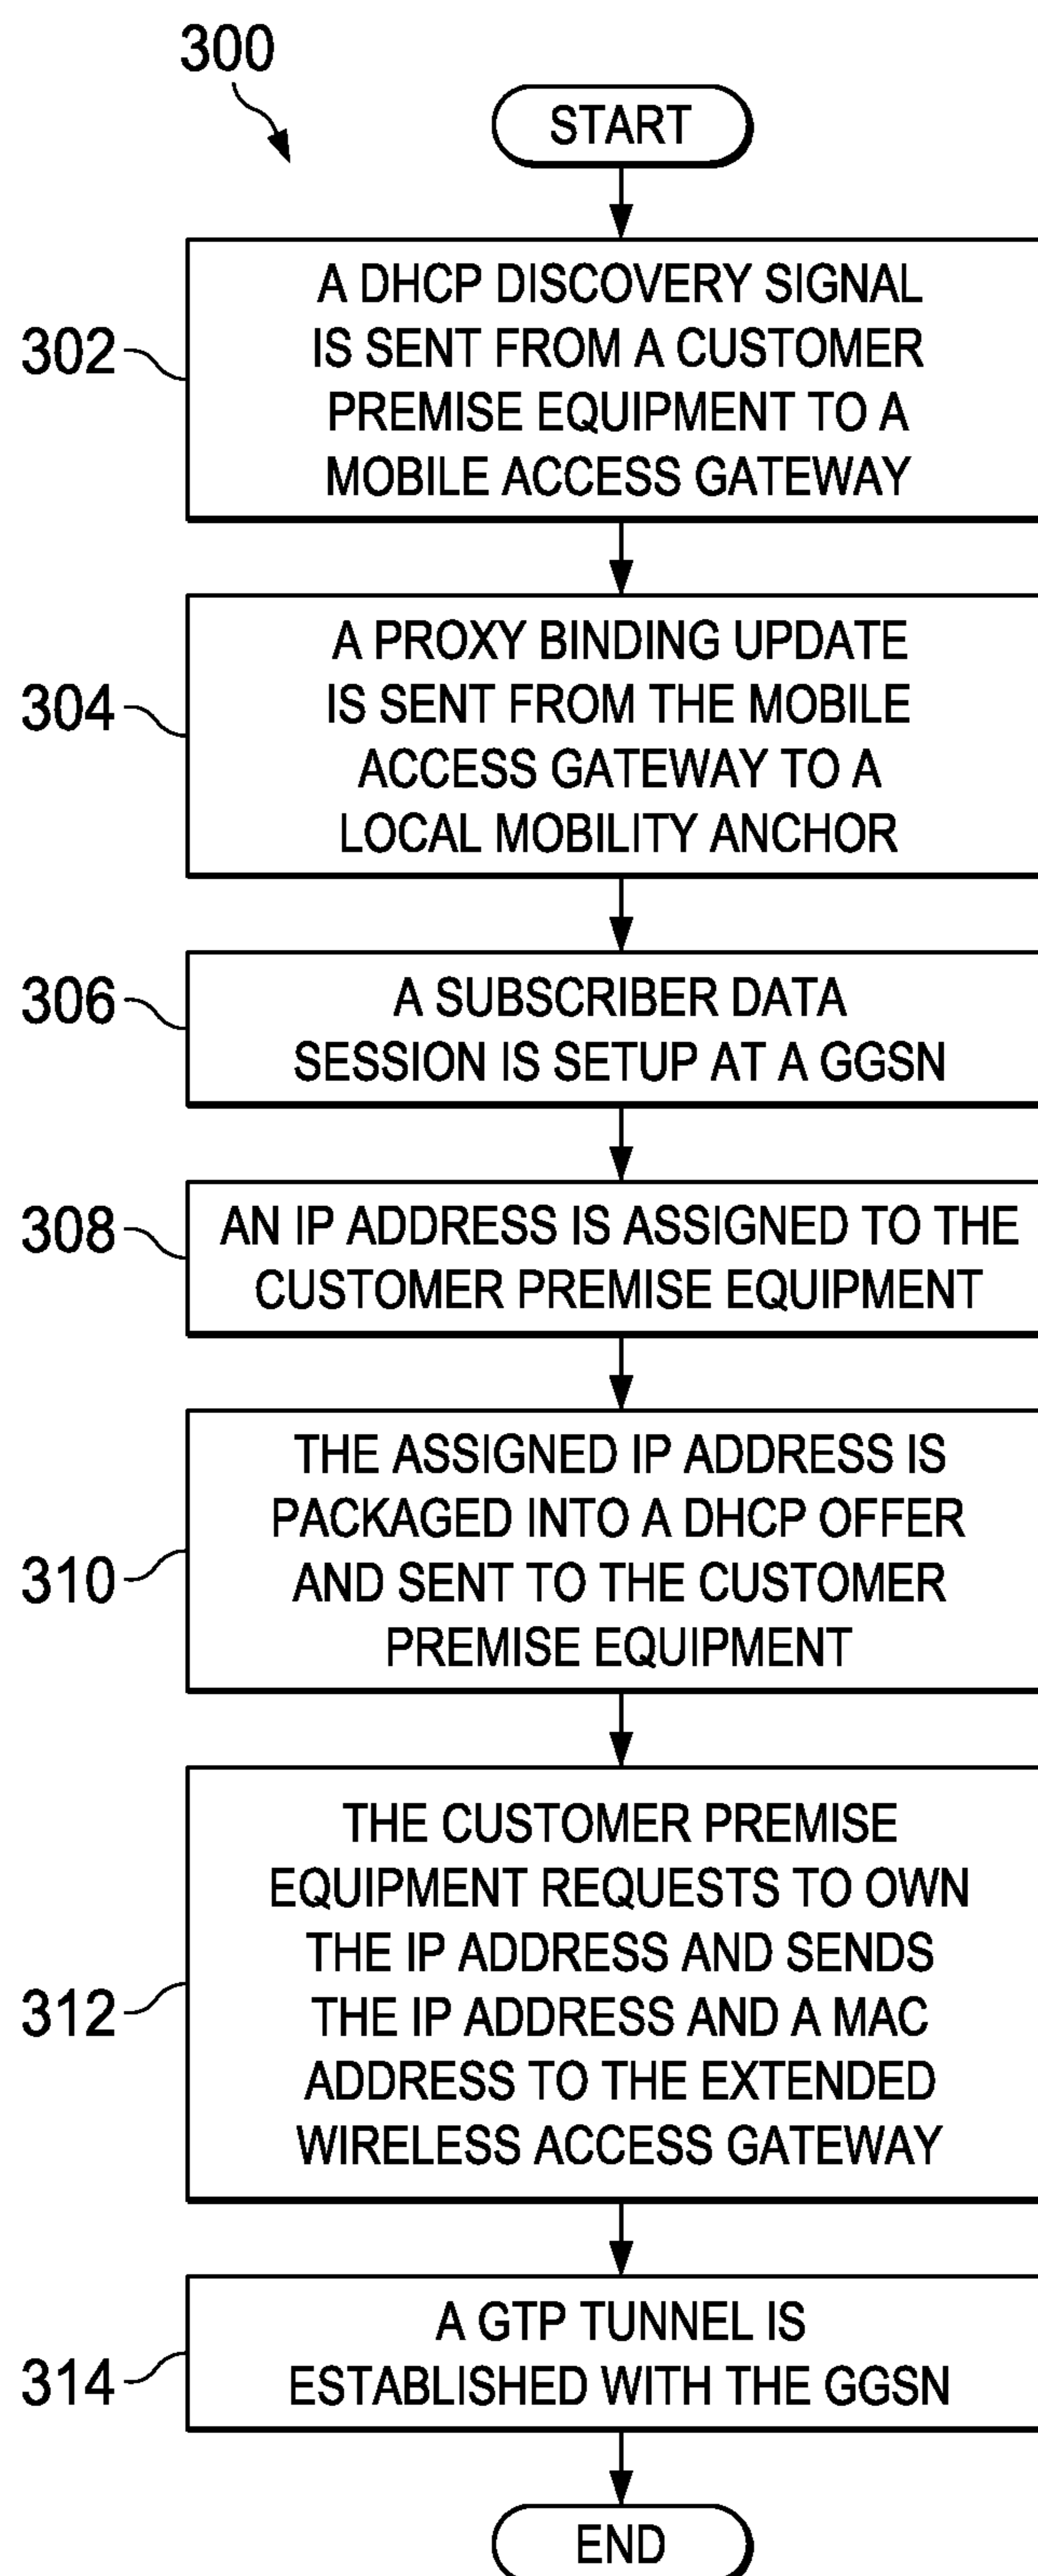 300
START
302
A DHCP DISCOVERY SIGNAL
IS SENT FROM A CUSTOMER
PREMISE EQUIPMENT TO A
MOBILE ACCESS GATEWAY
304
A PROXY BINDING UPDATE
IS SENT FROM THE MOBILE
ACCESS GATEWAY TO A
LOCAL MOBILITY ANCHOR
306
A SUBSCRIBER DATA
SESSION IS SETUP AT A GGSN
308
AN IP ADDRESS IS ASSIGNED TO THE
CUSTOMER PREMISE EQUIPMENT
310
THE ASSIGNED IP ADDRESS IS
PACKAGED INTO A DHCP OFFER
AND SENT TO THE CUSTOMER
PREMISE EQUIPMENT
312
THE CUSTOMER PREMISE
EQUIPMENT REQUESTS TO OWN
THE IP ADDRESS AND SENDS
THE IP ADDRESS AND A MAC
ADDRESS TO THE EXTENDED
WIRELESS ACCESS GATEWAY
314
A GTP TUNNEL IS
ESTABLISHED WITH THE GGSN
END